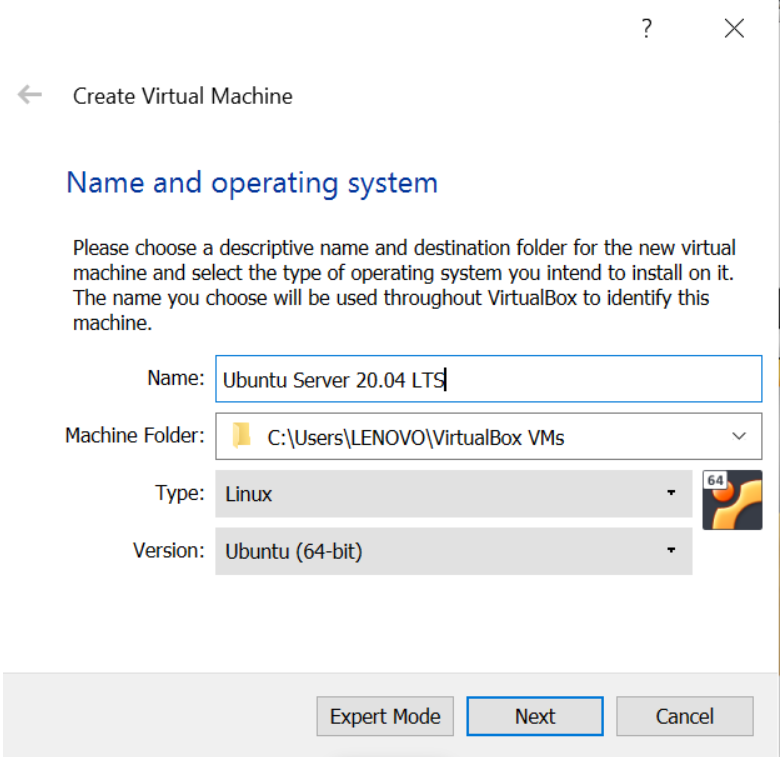 ?
Create Virtual Machine
Name and operating system
Please choose a descriptive name and destination folder for the new virtual
machine and select the type of operating system you intend to install on it.
The name you choose will be used throughout VirtualBox to identify this
machine.
Name: Ubuntu Server 20.04 LTS
Machine Folder: C:\Users\LENOVO\VirtualBox VMs
Type: Linux 64
Version: Ubuntu (64-bit)
Expert Mode Next Cancel